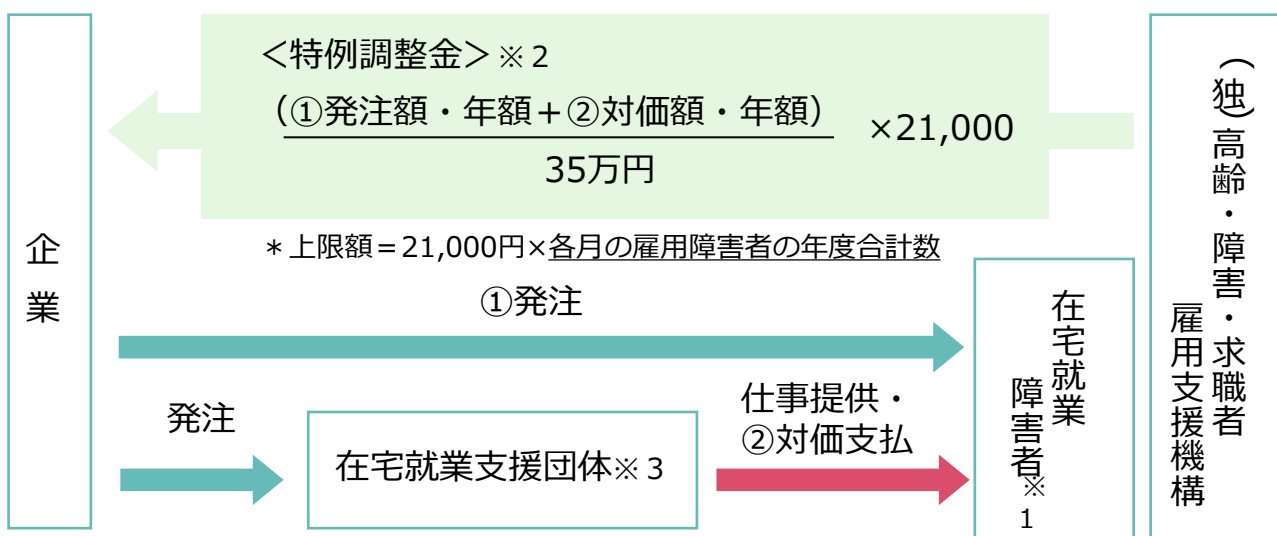 ＜特例調整金＞※２
（①発注額・年額＋②対価額・年額）
35万円
×21,000
＊上限額＝21,000円×各月の雇用障害者の年度合計数
企業
①発注
発注
在宅就業支援団体※３
仕事提供・
②対価支払
在宅就業
障害者※１
（独）高齢・障害・求職者
雇用支援機構